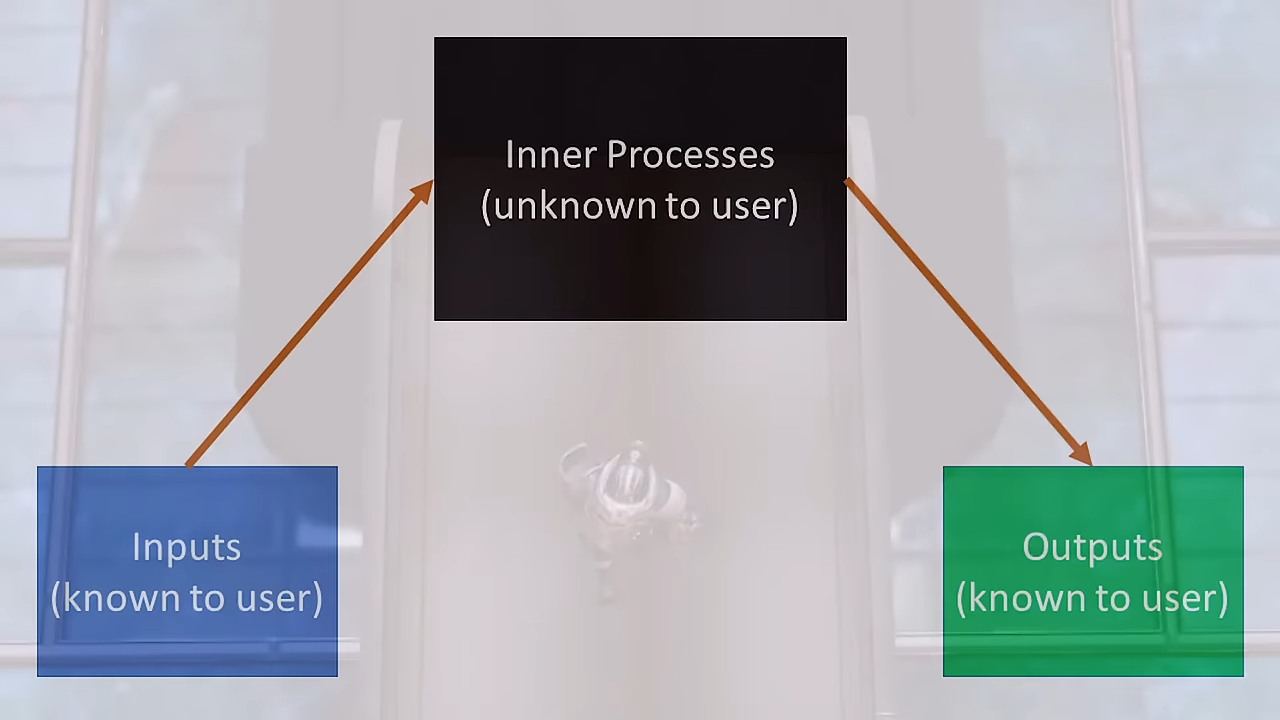 Inner Processes
(unknown to user)
Inputs
(known to user)
Outputs
(known to user)